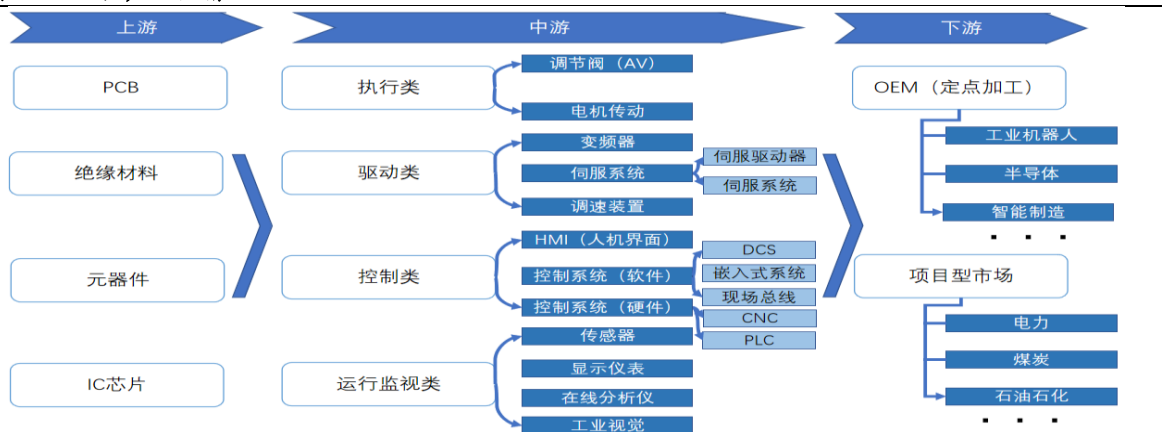 上游
中游
下游
PCB
绝缘材料
元器件
IC芯片
执行类
调节阀（AV）
电机传动
驱动类
变频器
伺服系统
调速装置
伺服驱动器
伺服系统
控制类
HMI（人机界面）
控制系统（软件）
控制系统（硬件）
DCS
嵌入式系统
现场总线
CNC
PLC
运行监视类
传感器
显示仪表
在线分析仪
工业视觉
OEM（定点加工）
工业机器人
半导体
智能制造
. . .
项目型市场
电力
煤炭
石油石化
. . .